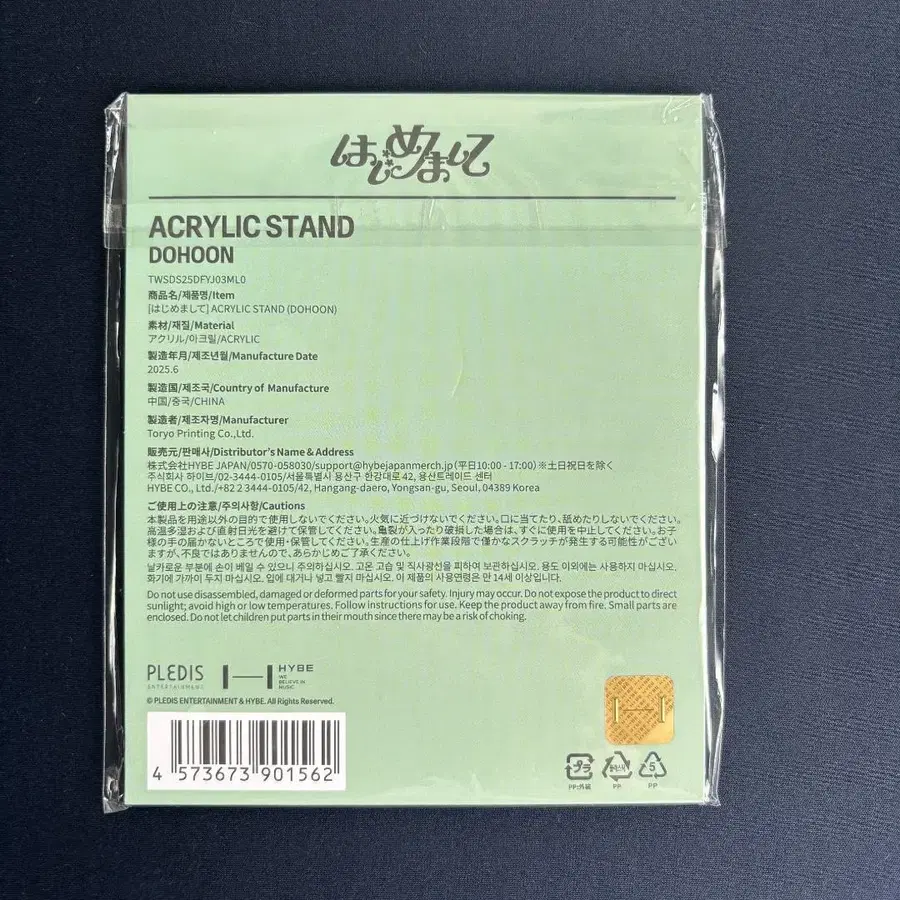 はじめまして
ACRYLIC STAND
DOHOON
TWSDS25DFYJ03ML0
商品名/제품명/Item
[はじめまして] ACRYLIC STAND (DOHOON)
素材/재질/Material
アクリル/아크릴/ACRYLIC
製造年月/제조년월/Manufacture Date
2025.6
製造国/제조국/Country of Manufacture
中国/중국/CHINA
製造者/제조자명/Manufacturer
Toryo Printing Co.,Ltd.
販売元/판매사/Distributor's Name & Address
株式会社HYBE JAPAN/0570-058030/support@hybejapanmerch.jp(平日10:00 - 17:00)※土日祝日を除く
주식회사 하이브/02-3444-0105/서울특별시 용산구 한강대로 42, 용산트레이드 센터
HYBE CO., Ltd./+82 2 3444-0105/42, Hangang-daero, Yongsan-gu, Seoul, 04389 Korea
ご使用上の注意/주의사항/Cautions
本製品を用途以外の目的で使用しないでください。火気に近づけないでください。口に当てたり、舐めたりしないでください。
高温多湿および直射日光を避けて保管してください。亀裂が入ったり破損した場合は、すぐに使用を中止してください。お子
様の手の届かないところで使用・保管してください。生産の仕上げ作業段階で僅かなスクラッチが発生する可能性がござい
ますが、不良ではありませんので、あらかじめご了承ください。
날카로운 부분에 손이 베일 수 있으니 주의하십시오. 고온 고습 및 직사광선을 피하여 보관하십시오. 용도 이외에는 사용하지 마십시오.
화기에 가까이 두지 마십시오. 입에 대거나 넣고 빨지 마십시오. 이 제품의 사용연령은 만 14세 이상입니다.
Do not use disassembled, damaged or deformed parts for your safety. Injury may occur. Do not expose the product to direct
sunlight; avoid high or low temperatures. Follow instructions for use. Keep the product away from fire. Small parts are
enclosed. Do not let children put parts in their mouth since there may be a risk of choking.
PLEDIS
ENTERTAINMENT
HYBE
WE
BELIEVE IN
MUSIC
© PLEDIS ENTERTAINMENT & HYBE. All Rights Reserved.
4 573673 901562
プラ
PP:外装
PP
5
PP